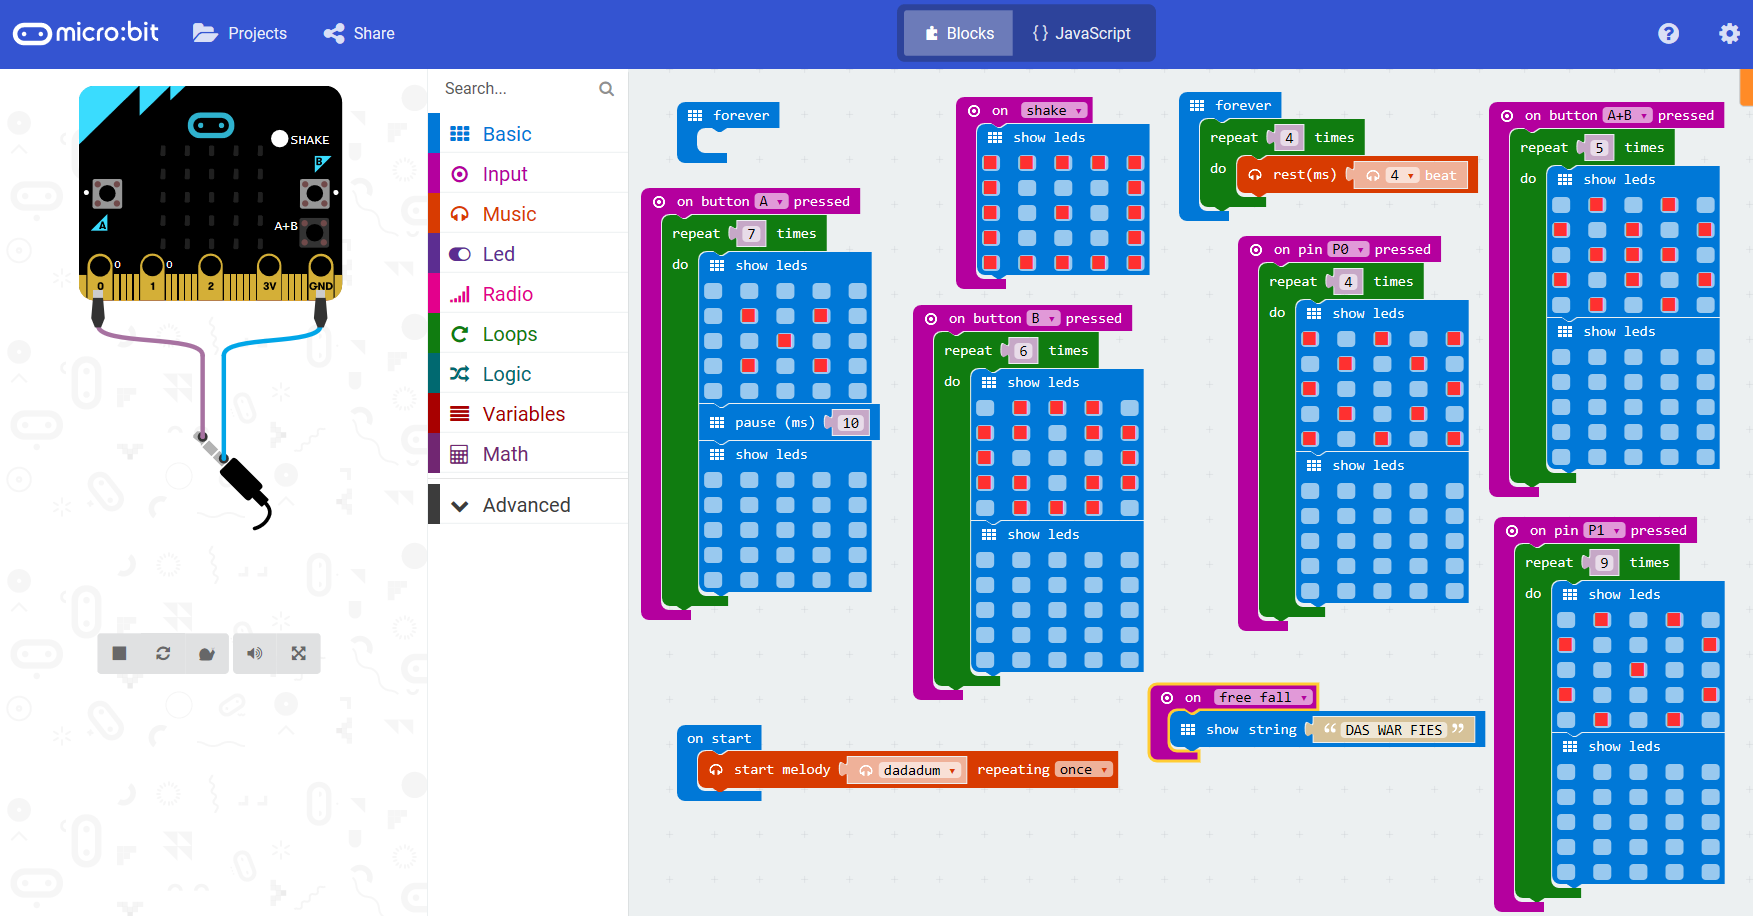 micro:bit
Projects
Share
Blocks
{ } JavaScript
?
SHAKE
B
A
A+B
0
0
0 1 2 3V GND
Search...
Basic
Input
Music
Led
Radio
Loops
Logic
Variables
Math
Advanced
forever
on button A pressed
repeat 7 times
do show leds
pause (ms) 10
show leds
on start
start melody dadadum repeating once
on shake
show leds
on button B pressed
repeat 6 times
do show leds
show leds
forever
repeat 4 times
do rest(ms) 4 beat
on pin P0 pressed
repeat 4 times
do show leds
show leds
on free fall
show string “ DAS WAR FIES ”
on button A+B pressed
repeat 5 times
do show leds
show leds
on pin P1 pressed
repeat 9 times
do show leds
show leds